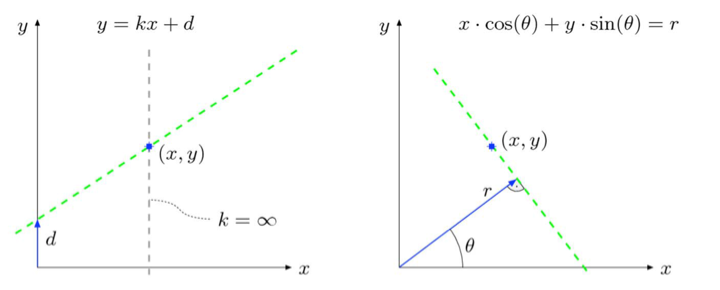 y
y = kx + d
(x, y)
k = ∞
d
x
y
x · cos(θ) + y · sin(θ) = r
(x, y)
r
θ
x